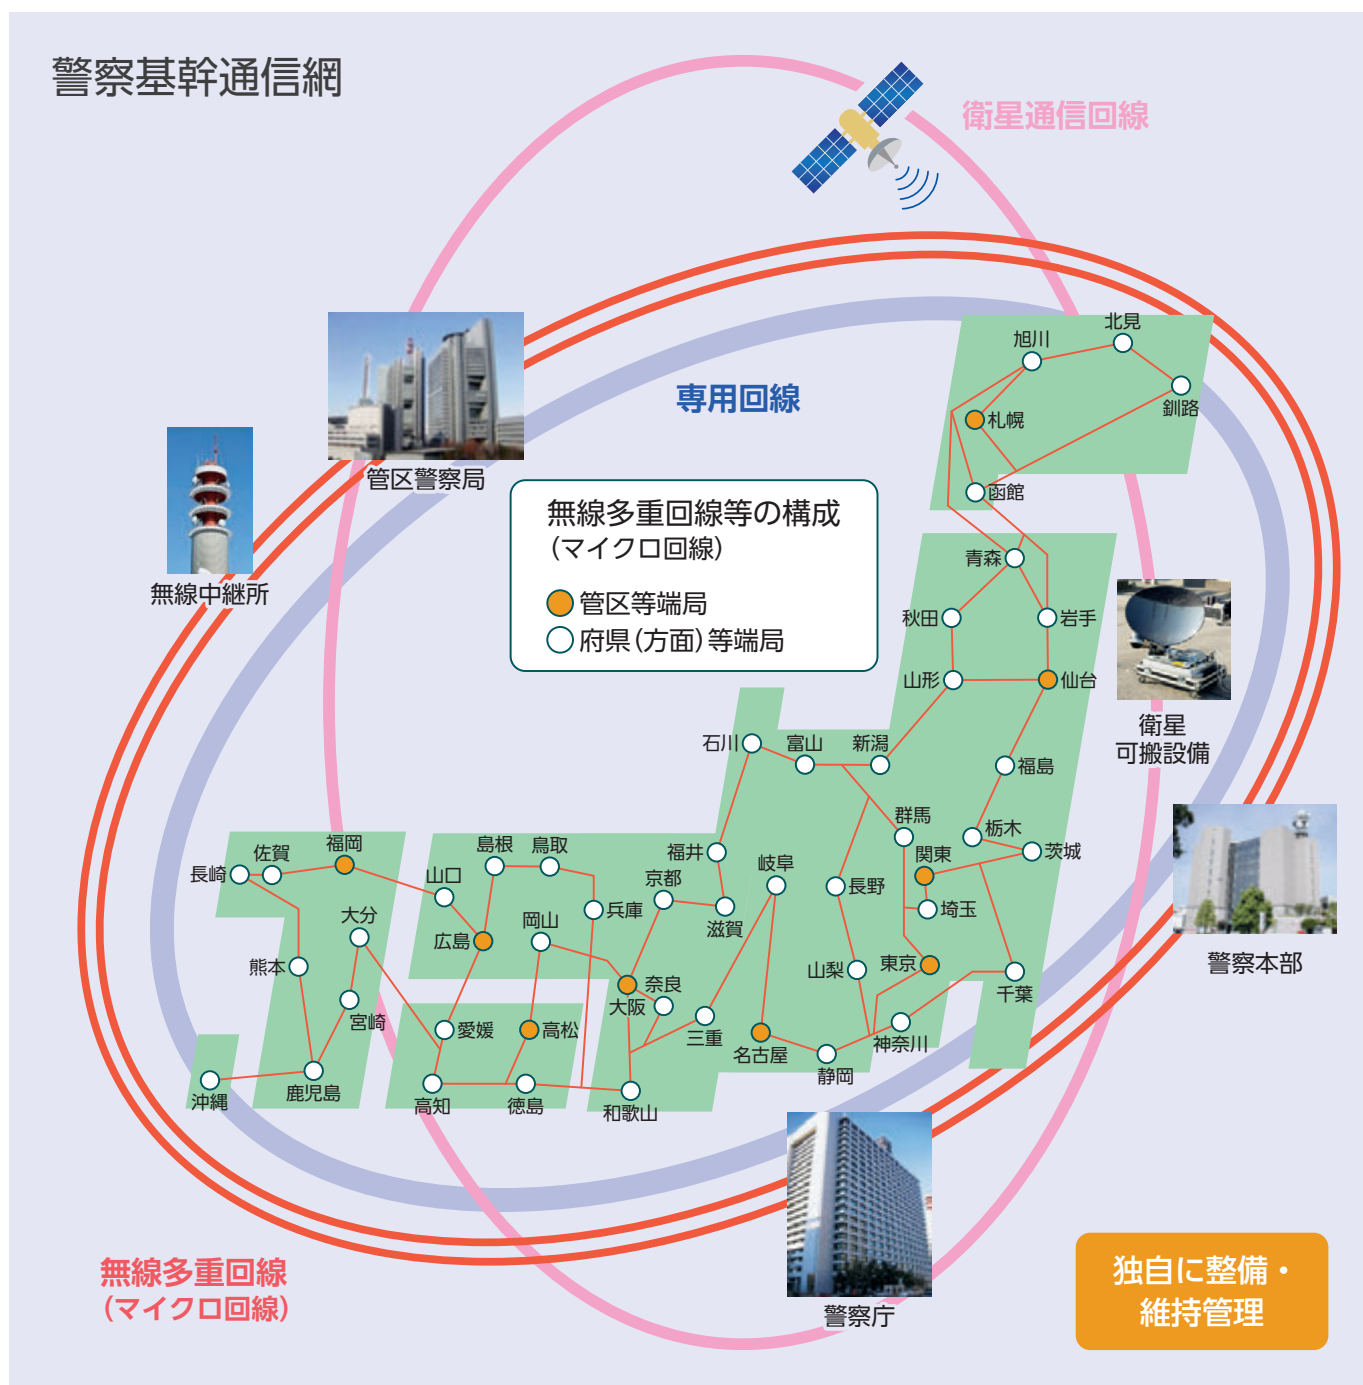 警察基幹通信網
衛星通信回線
専用回線
管区警察局
無線中継所
無線多重回線等の構成
(マイクロ回線)
管区等端局
府県(方面)等端局
北見
旭川
釧路
札幌
函館
青森
秋田
岩手
山形
仙台
衛星
可搬設備
石川
富山
新潟
福島
群馬
栃木
茨城
関東
埼玉
長野
岐阜
福井
京都
滋賀
鳥取
島根
兵庫
山口
岡山
広島
福岡
佐賀
長崎
大分
熊本
宮崎
鹿児島
沖縄
愛媛
高松
高知
徳島
大阪
奈良
三重
和歌山
名古屋
静岡
山梨
東京
神奈川
千葉
警察本部
警察庁
無線多重回線
(マイクロ回線)
独自に整備・
維持管理